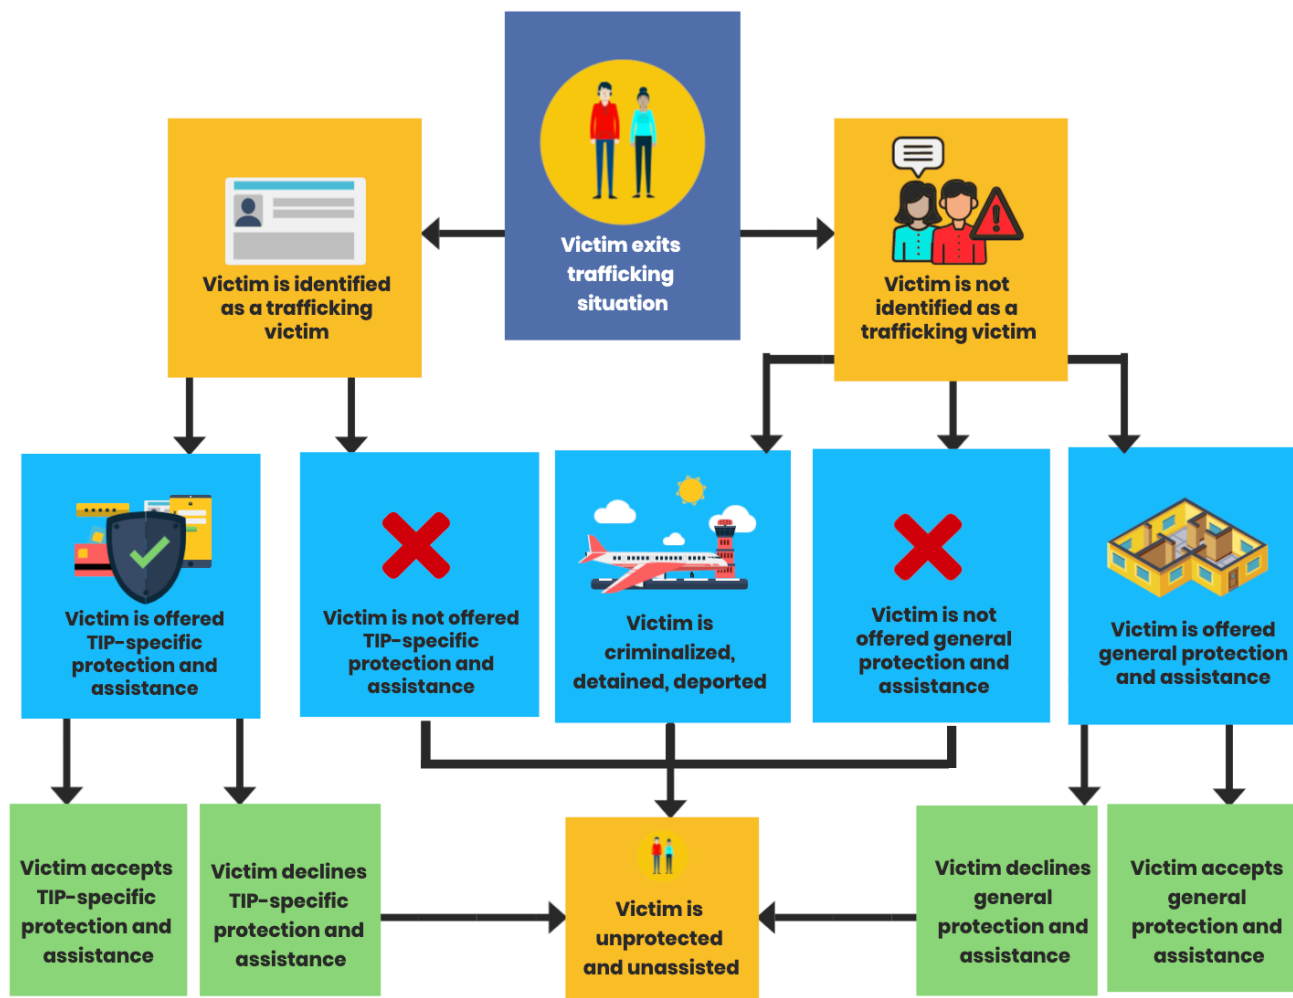 Victim exits
trafficking
situation
Victim is identified
as a trafficking
victim
Victim is not
identified as a
trafficking victim
Victim is offered
TIP-specific
protection and
assistance
Victim is not offered
TIP-specific
protection and
assistance
Victim is
criminalized,
detained, deported
Victim is not
offered general
protection and
assistance
Victim is offered
general protection
and assistance
Victim accepts
TIP-specific
protection and
assistance
Victim declines
TIP-specific
protection and
assistance
Victim is
unprotected
and unassisted
Victim declines
general
protection and
assistance
Victim accepts
general
protection and
assistance